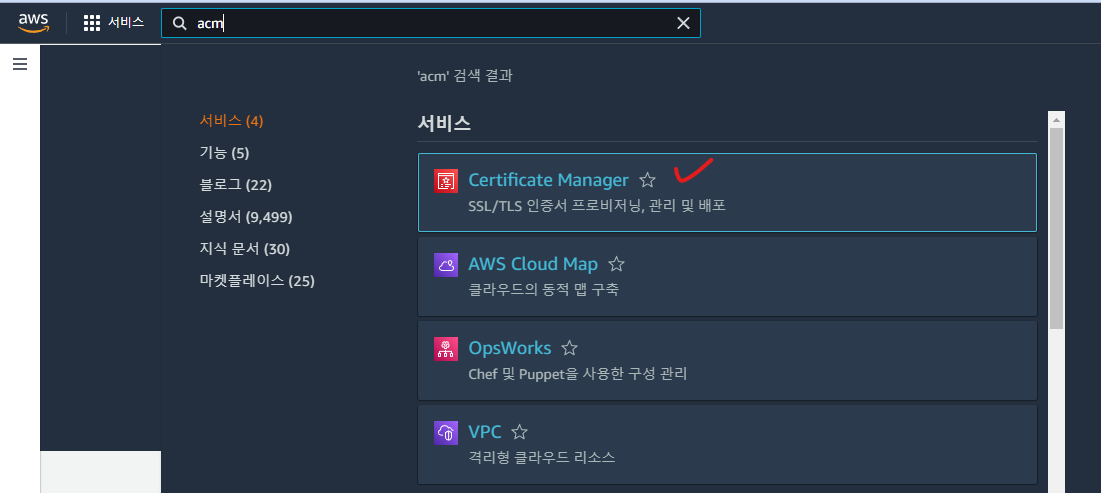 aws
서비스
acm
'acm' 검색 결과
서비스 (4)
기능 (5)
블로그 (22)
설명서 (9,499)
지식 문서 (30)
마켓플레이스 (25)
서비스
Certificate Manager
SSL/TLS 인증서 프로비저닝, 관리 및 배포
AWS Cloud Map
클라우드의 동적 맵 구축
OpsWorks
Chef 및 Puppet을 사용한 구성 관리
VPC
격리형 클라우드 리소스